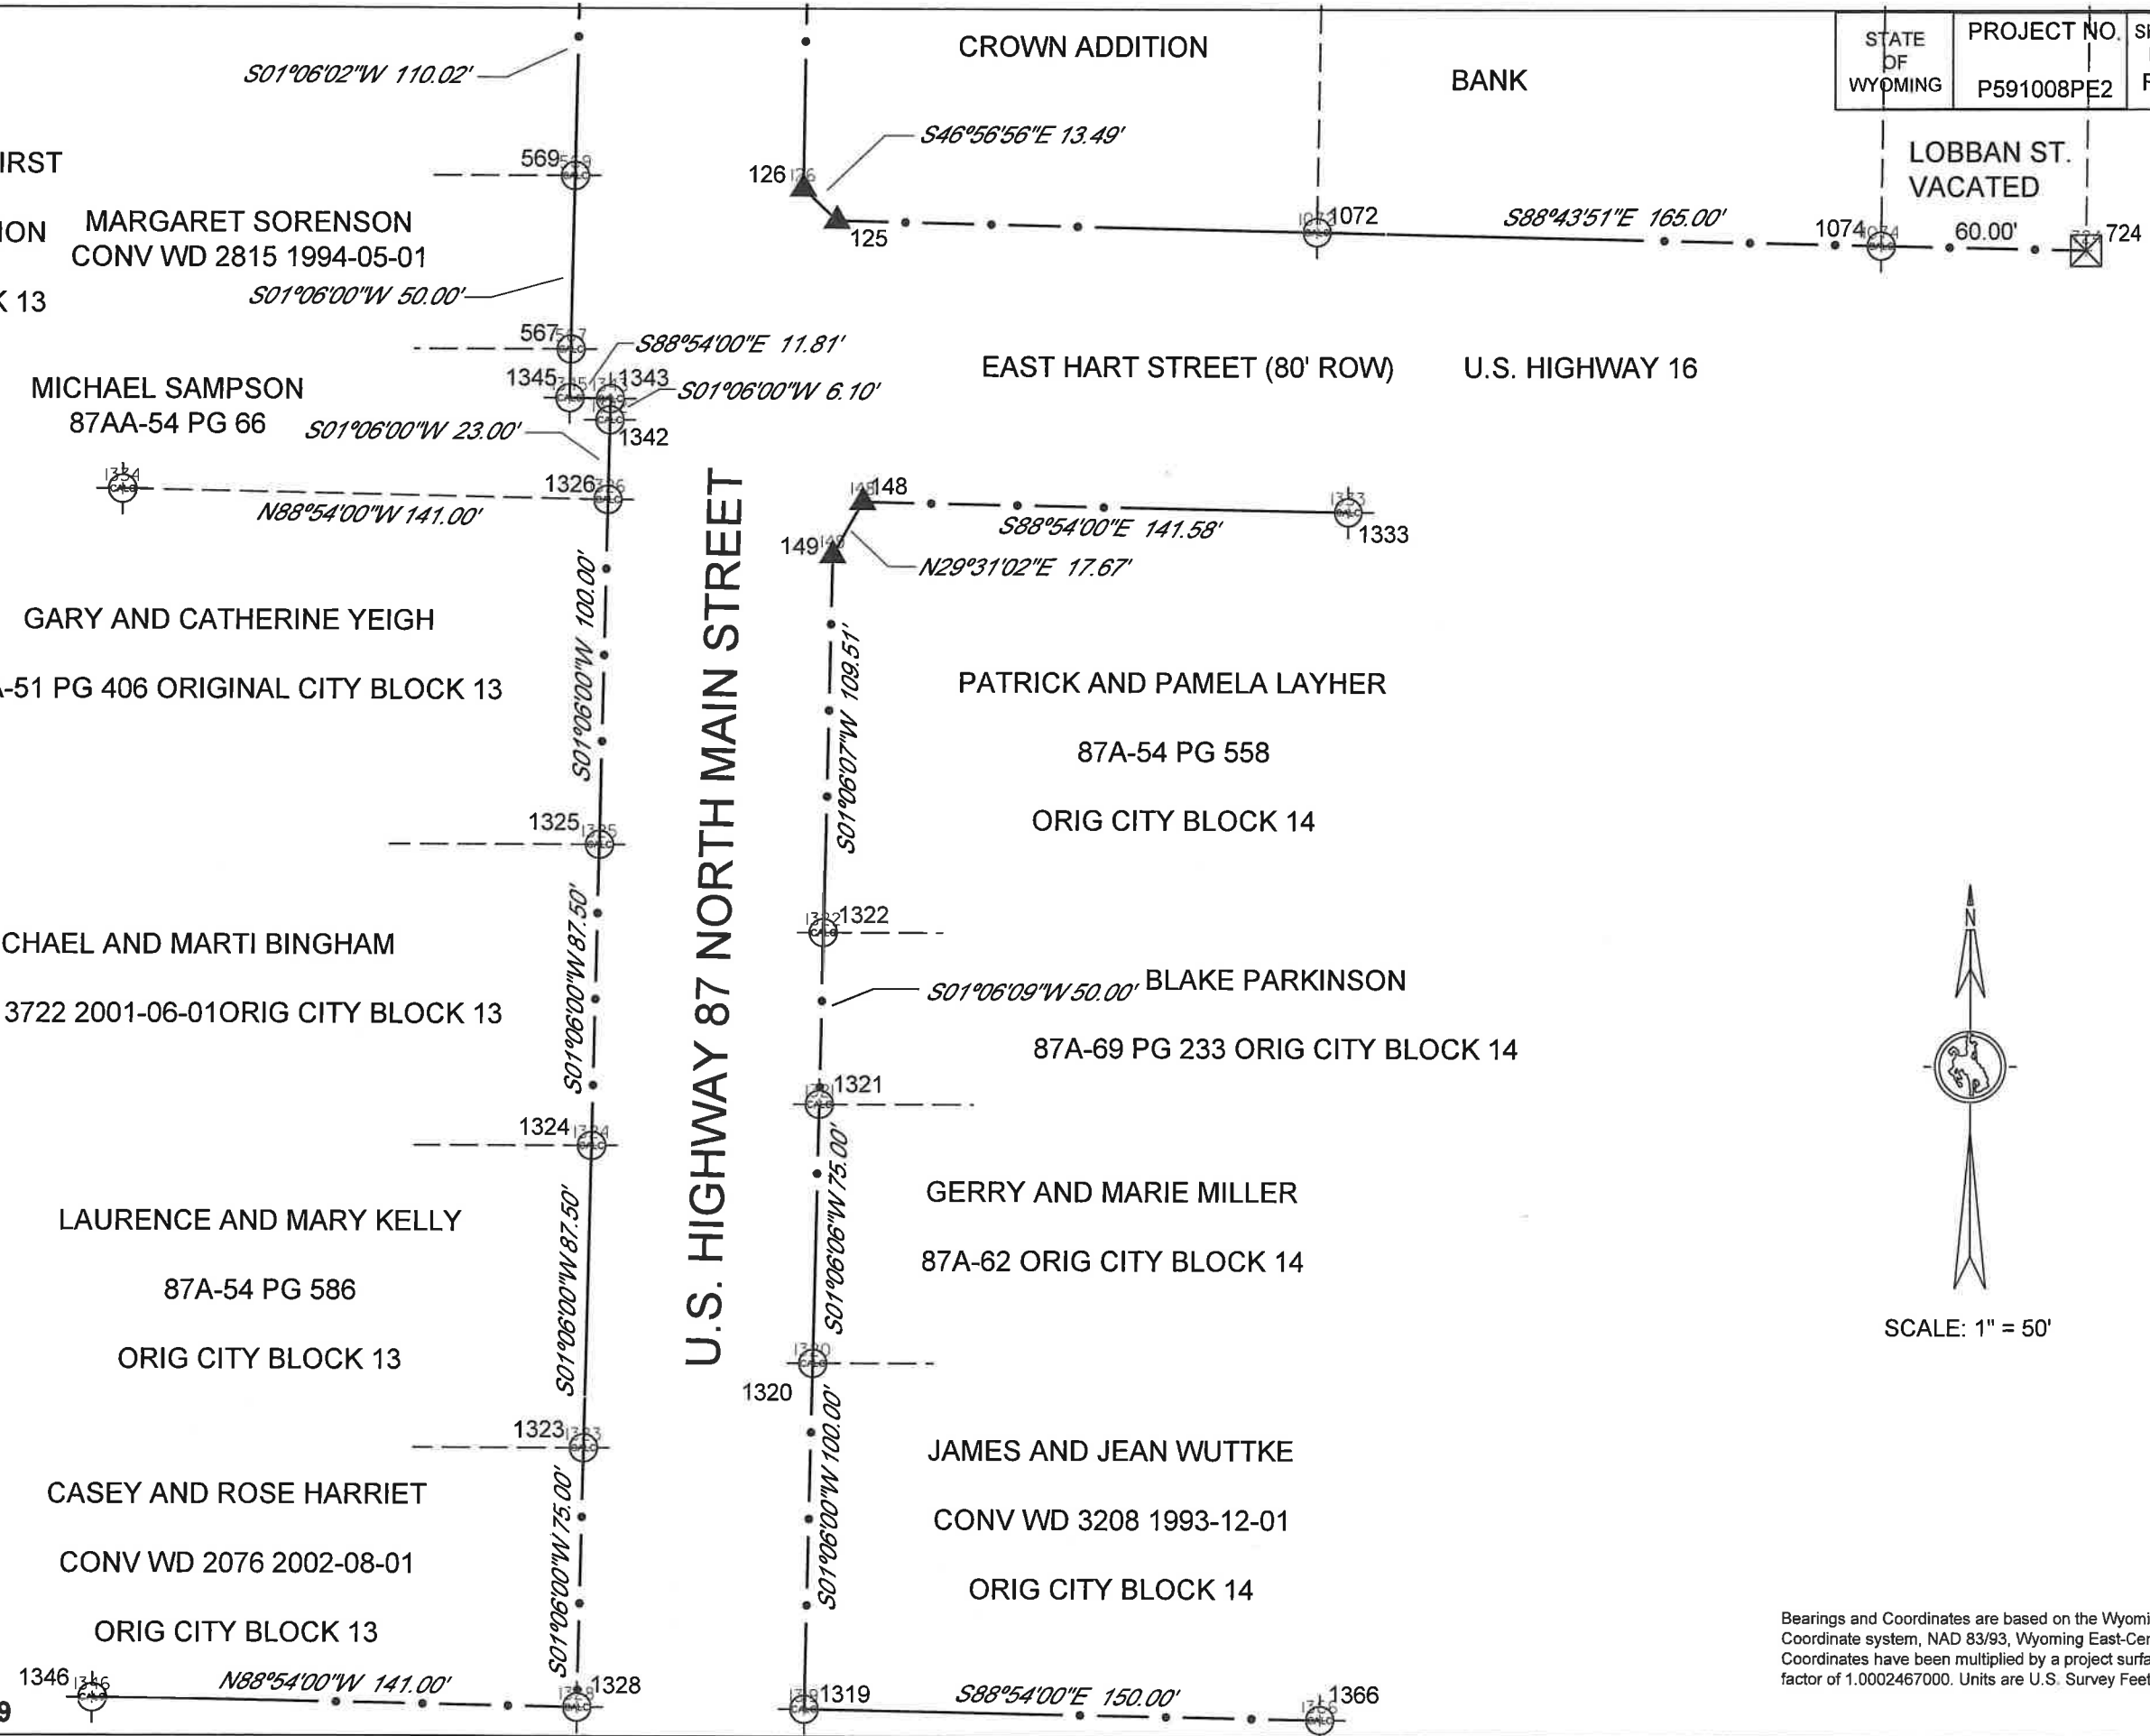 CROWN ADDITION
BANK
STATE
OF
WYOMING
PROJECT NO.
P591008PE2
S01°06'02"W 110.02'
S46°56'56"E 13.49'
IRST
569
126
LOBBAN ST.
VACATED
MARGARET SORENSON
CONV WD 2815 1994-05-01
125
1072
S88°43'51"E 165.00'
1074
60.00'
724
S01°06'00"W 50.00'
K 13
567
S88°54'00"E 11.81'
EAST HART STREET (80' ROW)
U.S. HIGHWAY 16
1345
1343
S01°06'00"W 6.10'
MICHAEL SAMPSON
87AA-54 PG 66
S01°06'00"W 23.00'
1342
1334
1326
N88°54'00"W 141.00'
148
S88°54'00"E 141.58'
1333
149
N29°31'02"E 17.67'
U.S. HIGHWAY 87 NORTH MAIN STREET
S01°06'00"W 100.00'
GARY AND CATHERINE YEIGH
-51 PG 406 ORIGINAL CITY BLOCK 13
S01°06'07"W 109.51'
PATRICK AND PAMELA LAYHER
87A-54 PG 558
ORIG CITY BLOCK 14
1325
S01°06'00"W 87.50'
1322
CHAEL AND MARTI BINGHAM
3722 2001-06-01ORIG CITY BLOCK 13
S01°06'09"W 50.00'
BLAKE PARKINSON
87A-69 PG 233 ORIG CITY BLOCK 14
1321
1324
S01°06'06"W 75.00'
GERRY AND MARIE MILLER
87A-62 ORIG CITY BLOCK 14
LAURENCE AND MARY KELLY
87A-54 PG 586
ORIG CITY BLOCK 13
S01°06'00"W 87.50'
N
SCALE: 1" = 50'
1320
1323
S01°06'00"W 100.00'
JAMES AND JEAN WUTTKE
CONV WD 3208 1993-12-01
ORIG CITY BLOCK 14
CASEY AND ROSE HARRIET
CONV WD 2076 2002-08-01
ORIG CITY BLOCK 13
S01°06'00"W 75.00'
1346
N88°54'00"W 141.00'
1328
1319
S88°54'00"E 150.00'
1366
9
Bearings and Coordinates are based on the Wyomi
Coordinate system, NAD 83/93, Wyoming East-Cen
Coordinates have been multiplied by a project surfa
factor of 1.0002467000. Units are U.S. Survey Feet